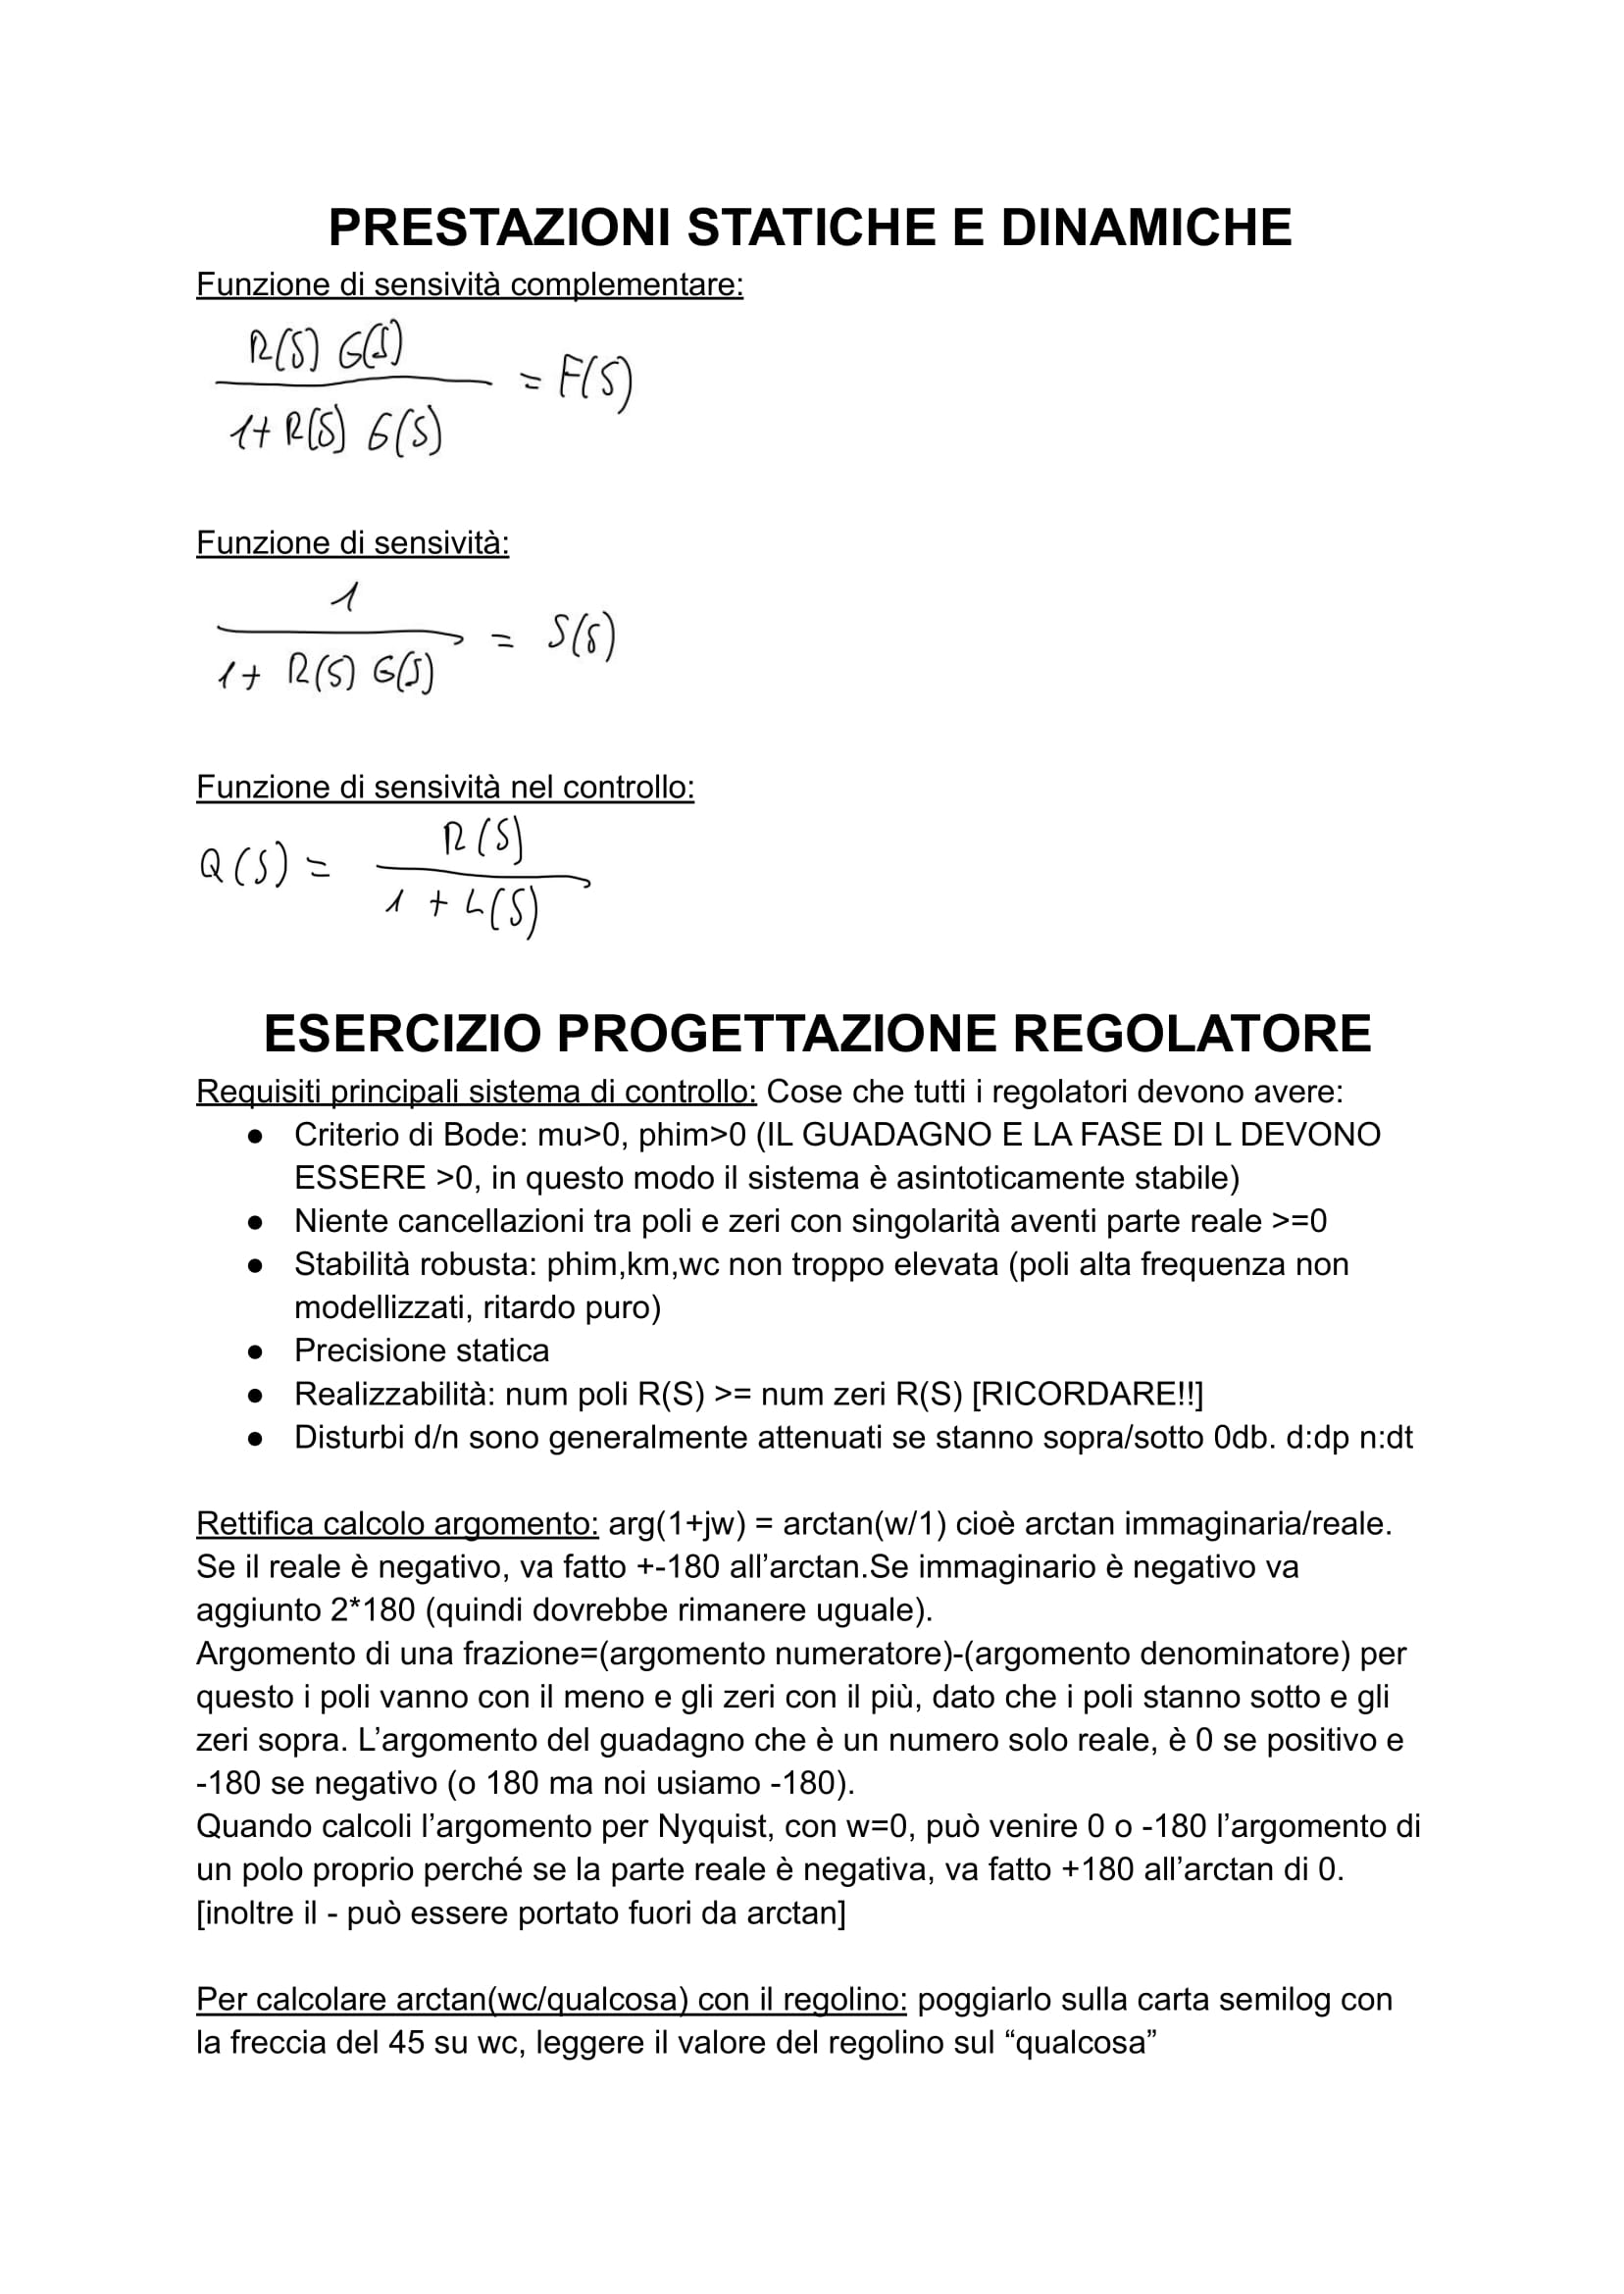 PRESTAZIONI STATICHE E DINAMICHE
Funzione di sensività complementare:
R(S) G(S)
1+ R(S) G(S)
= F(S)
Funzione di sensività:
1
1+ R(S) G(S)
= S(S)
Funzione di sensività nel controllo:
Q(S) =
R(S)
1 + L(S)
ESERCIZIO PROGETTAZIONE REGOLATORE
Requisiti principali sistema di controllo: Cose che tutti i regolatori devono avere:
● Criterio di Bode: mu>0, phim>0 (IL GUADAGNO E LA FASE DI L DEVONO
ESSERE >0, in questo modo il sistema è asintoticamente stabile)
● Niente cancellazioni tra poli e zeri con singolarità aventi parte reale >=0
● Stabilità robusta: phim,km,wc non troppo elevata (poli alta frequenza non
modellizzati, ritardo puro)
● Precisione statica
● Realizzabilità: num poli R(S) >= num zeri R(S) [RICORDARE!!]
● Disturbi d/n sono generalmente attenuati se stanno sopra/sotto 0db. d:dp n:dt
Rettifica calcolo argomento: arg(1+jw) = arctan(w/1) cioè arctan immaginaria/reale.
Se il reale è negativo, va fatto +-180 all’arctan.Se immaginario è negativo va
aggiunto 2*180 (quindi dovrebbe rimanere uguale).
Argomento di una frazione=(argomento numeratore)-(argomento denominatore) per
questo i poli vanno con il meno e gli zeri con il più, dato che i poli stanno sotto e gli
zeri sopra. L’argomento del guadagno che è un numero solo reale, è 0 se positivo e
-180 se negativo (o 180 ma noi usiamo -180).
Quando calcoli l’argomento per Nyquist, con w=0, può venire 0 o -180 l’argomento di
un polo proprio perché se la parte reale è negativa, va fatto +180 all’arctan di 0.
[inoltre il - può essere portato fuori da arctan]
Per calcolare arctan(wc/qualcosa) con il regolino: poggiarlo sulla carta semilog con
la freccia del 45 su wc, leggere il valore del regolino sul “qualcosa”